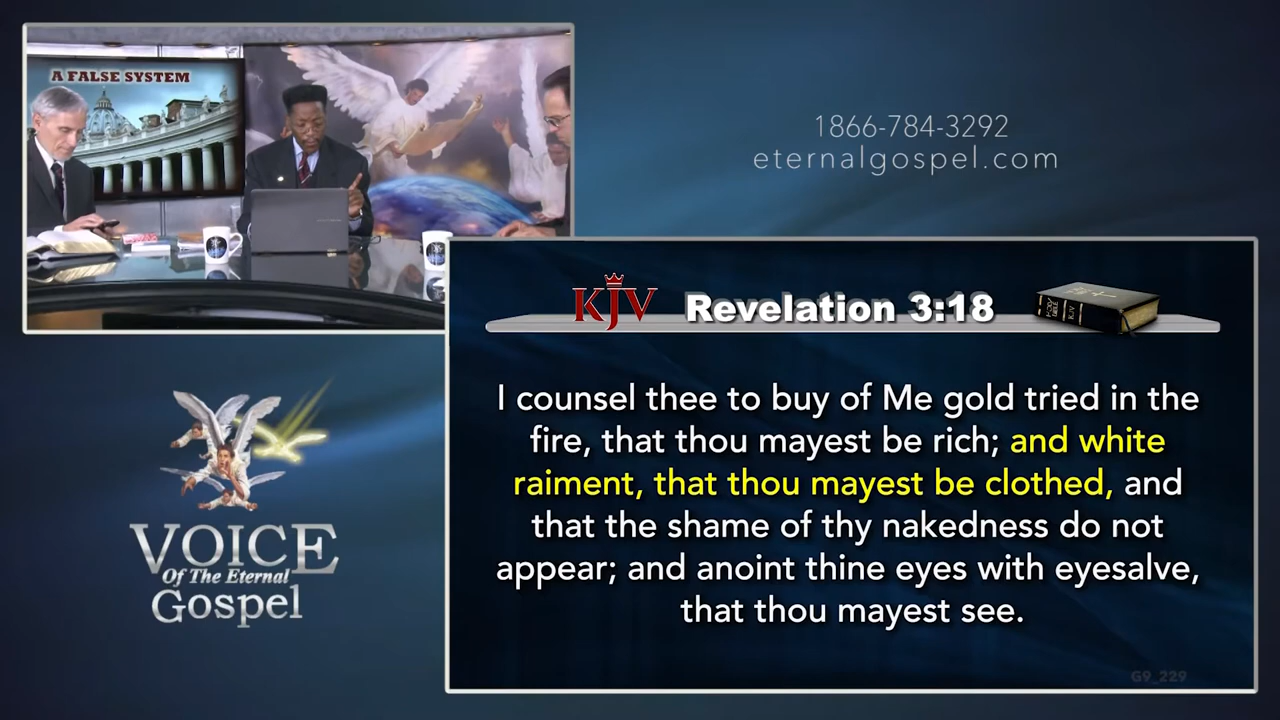 A FALSE SYSTEM
1866-784-3292
eternalgospel.com
KJV Revelation 3:18
I counsel thee to buy of Me gold tried in the
fire, that thou mayest be rich; and white
raiment, that thou mayest be clothed, and
that the shame of thy nakedness do not
appear; and anoint thine eyes with eyesalve,
that thou mayest see.
VOICE
Of The Eternal
Gospel
G9_229